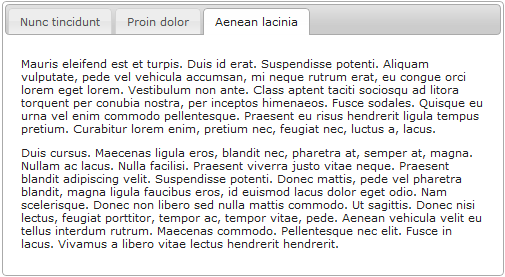 Nunc tincidunt Proin dolor Aenean lacinia
Mauris eleifend est et turpis. Duis id erat. Suspendisse potenti. Aliquam
vulputate, pede vel vehicula accumsan, mi neque rutrum erat, eu congue orci
lorem eget lorem. Vestibulum non ante. Class aptent taciti sociosqu ad litora
torquent per conubia nostra, per inceptos himenaeos. Fusce sodales. Quisque eu
urna vel enim commodo pellentesque. Praesent eu risus hendrerit ligula tempus
pretium. Curabitur lorem enim, pretium nec, feugiat nec, luctus a, lacus.
Duis cursus. Maecenas ligula eros, blandit nec, pharetra at, semper at, magna.
Nullam ac lacus. Nulla facilisi. Praesent viverra justo vitae neque. Praesent
blandit adipiscing velit. Suspendisse potenti. Donec mattis, pede vel pharetra
blandit, magna ligula faucibus eros, id euismod lacus dolor eget odio. Nam
scelerisque. Donec non libero sed nulla mattis commodo. Ut sagittis. Donec nisi
lectus, feugiat porttitor, tempor ac, tempor vitae, pede. Aenean vehicula velit eu
tellus interdum rutrum. Maecenas commodo. Pellentesque nec elit. Fusce in
lacus. Vivamus a libero vitae lectus hendrerit hendrerit.